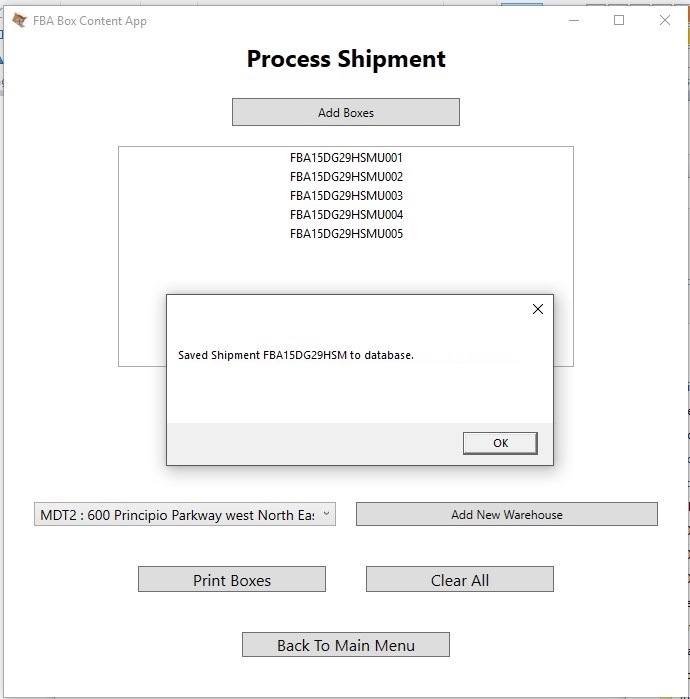 FBA Box Content App
Process Shipment
Add Boxes
FBA15DG29HSMU001
FBA15DG29HSMU002
FBA15DG29HSMU003
FBA15DG29HSMU004
FBA15DG29HSMU005
Saved Shipment FBA15DG29HSM to database.
OK
MDT2 : 600 Principio Parkway west North Eas
Add New Warehouse
Print Boxes
Clear All
Back To Main Menu